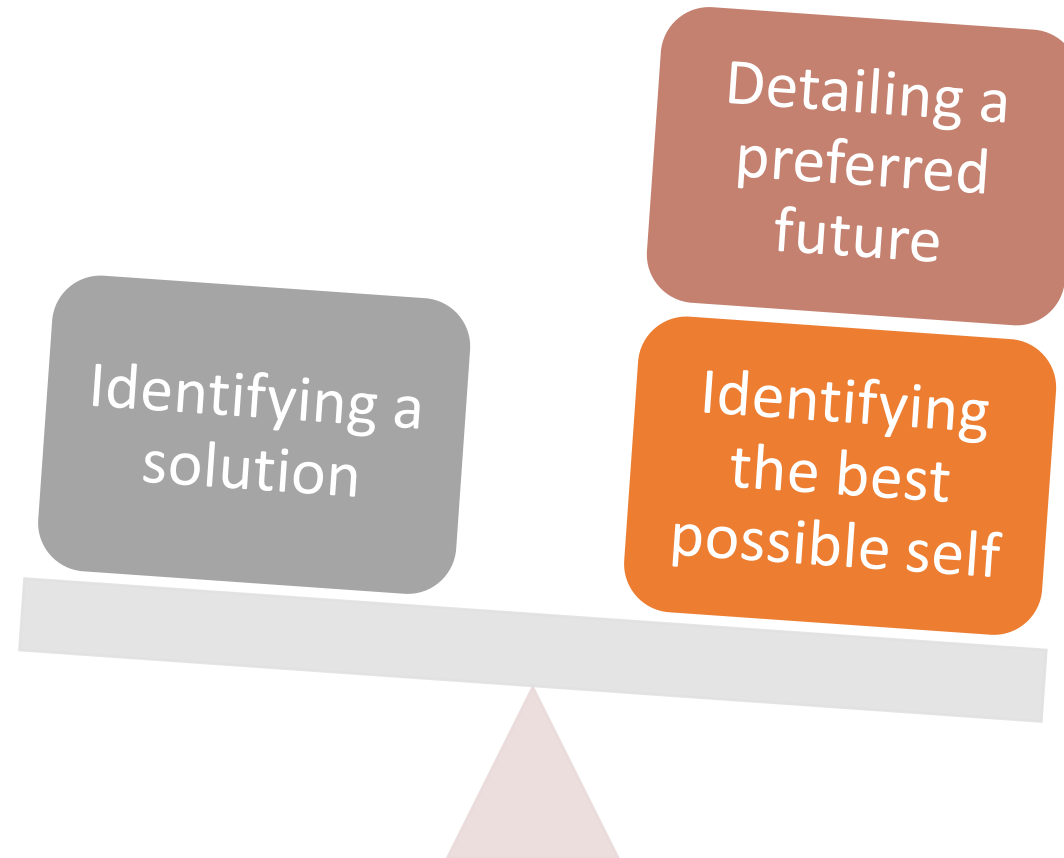 Identifying a
solution
Detailing a
preferred
future
Identifying
the best
possible self